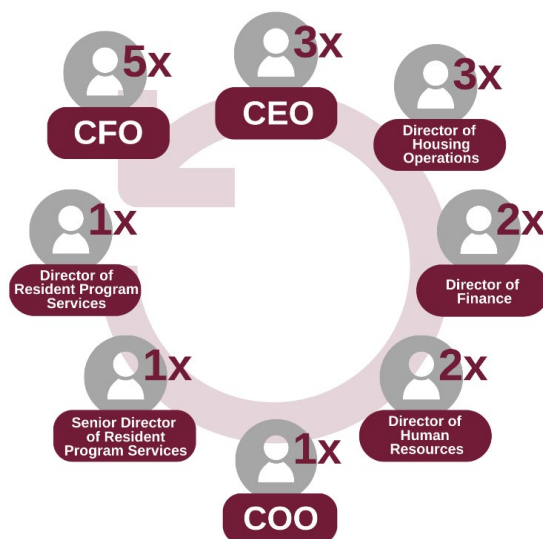 5x
CFO
3x
CEO
3x
Director of
Housing
Operations
2x
Director of
Finance
2x
Director of
Human
Resources
1x
COO
1x
Senior Director
of Resident
Program Services
1x
Director of
Resident Program
Services